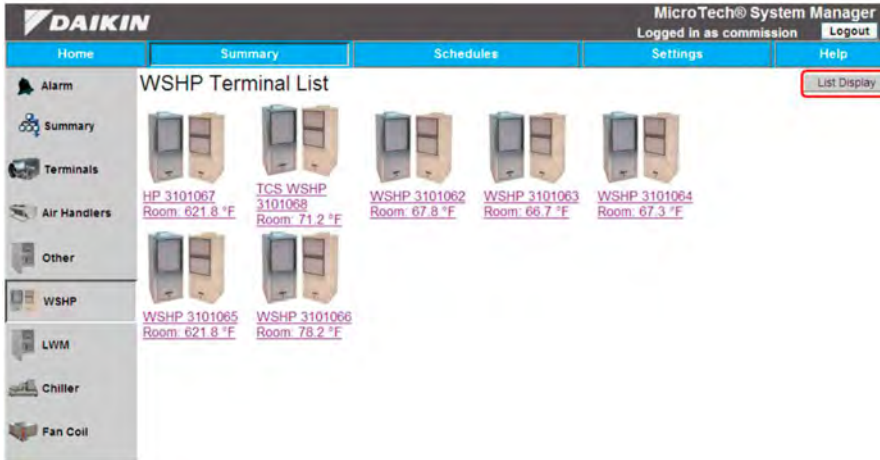 DAIKIN
MicroTech® System Manager
Logged in as commission Logout
Home Summary Schedules Settings Help
Alarm
Summary
Terminals
Air Handlers
Other
WSHP
LWM
Chiller
Fan Coil
WSHP Terminal List
List Display
HP 3101067
Room: 621.8 °F
TCS WSHP
3101068
Room: 71.2 °F
WSHP 3101062
Room: 67.8 °F
WSHP 3101063
Room: 66.7 °F
WSHP 3101064
Room: 67.3 °F
WSHP 3101065
Room: 621.8 °F
WSHP 3101066
Room: 78.2 °F